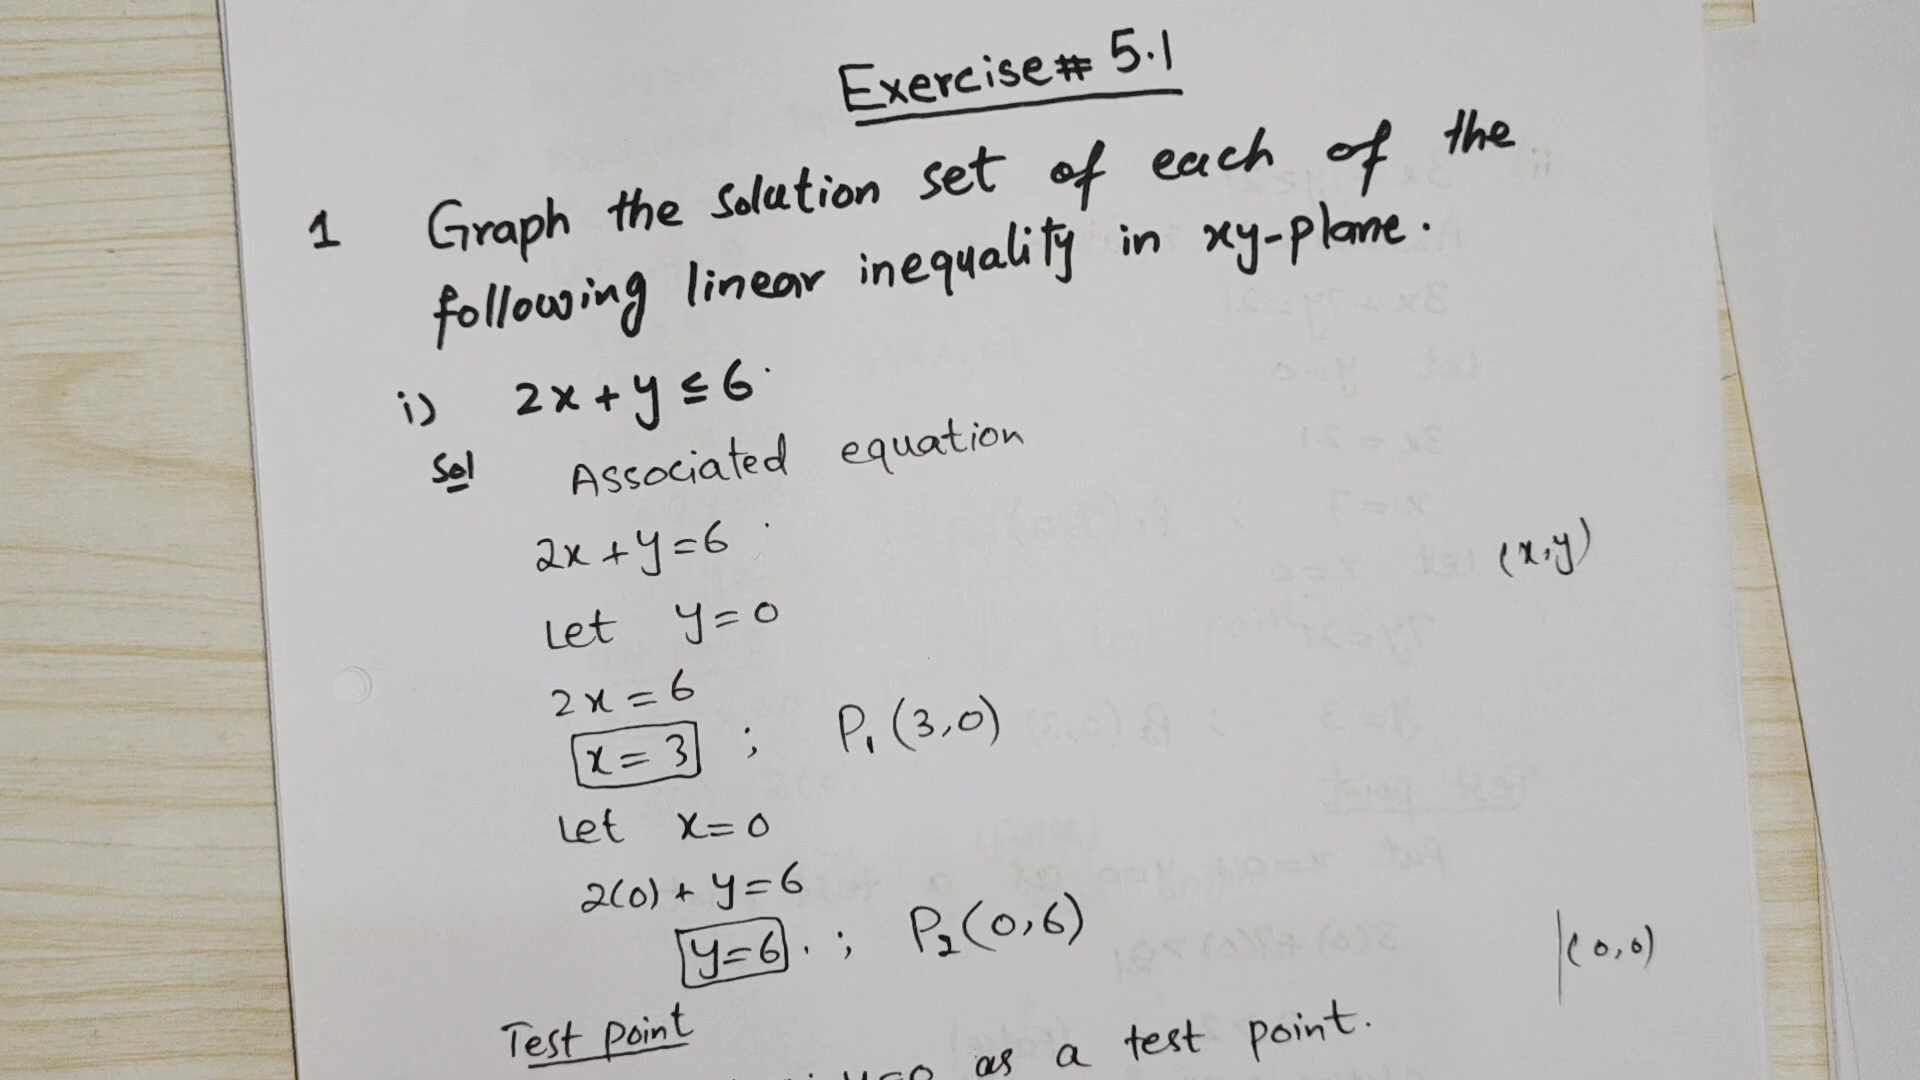 Exercise# 5.1
1 Graph the solution set of each of the
following linear inequality in xy-plane.
i) 2x + y ≤ 6
Sol Associated equation
2x + y = 6
(x,y)
Let y = 0
2x = 6
x = 3 ; P₁ (3,0)
Let x = 0
2(0) + y = 6
y = 6 . ; P₂ (0,6)
(0,0)
Test point
y=0 as a test point.